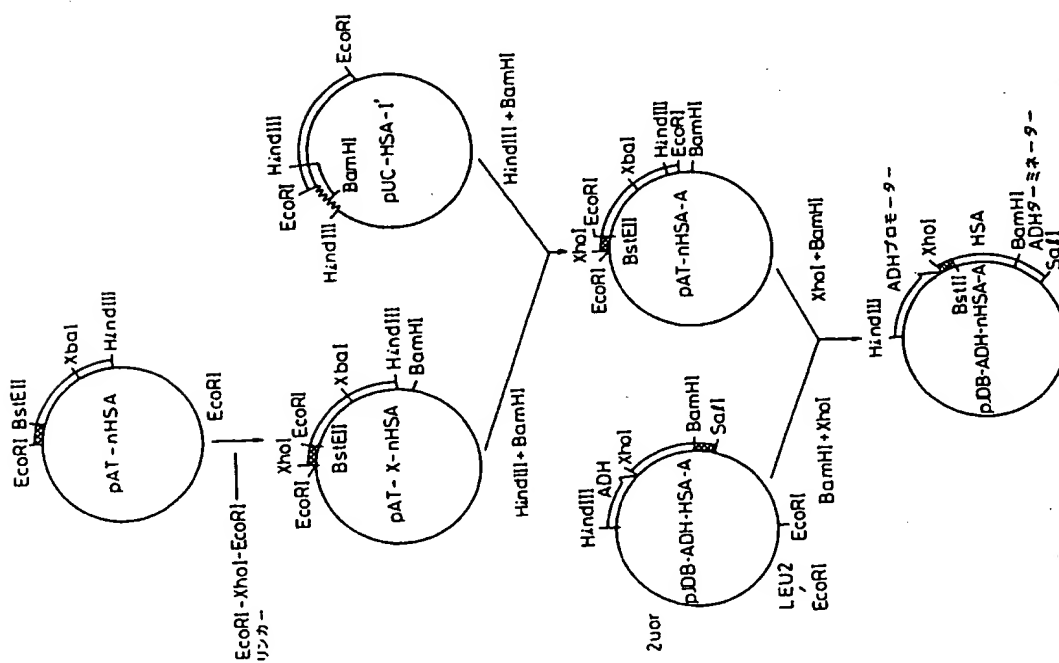 EcoRI BstEII
XbaI
HindIII
pAT-nHSA
EcoRI-XhoI-EcoRI
リンカー
EcoRI
XhoI
EcoRI
EcoRI
BstEII
XbaI
HindIII
BamHI
pAT-X-nHSA
HindIII+BamHI
EcoRI
HindIII
EcoRI
HindIII
BamHI
pUC-HSA-I'
HindIII+BamHI
XhoI
EcoRI
EcoRI
BstEII
XbaI
HindIII
EcoRI
BamHI
pAT-nHSA-A
XhoI+BamHI
HindIII
ADH
XhoI
BamHI
SalI
pJDB-ADH-HSA-A
2μor
LEU2
EcoRI
EcoRI
BamHI+XhoI
HindIII
ADHプロモーター
XhoI
BstII
HSA
pJDB-ADH-nHSA-A
BamHI
ADHターミネーター
SalI